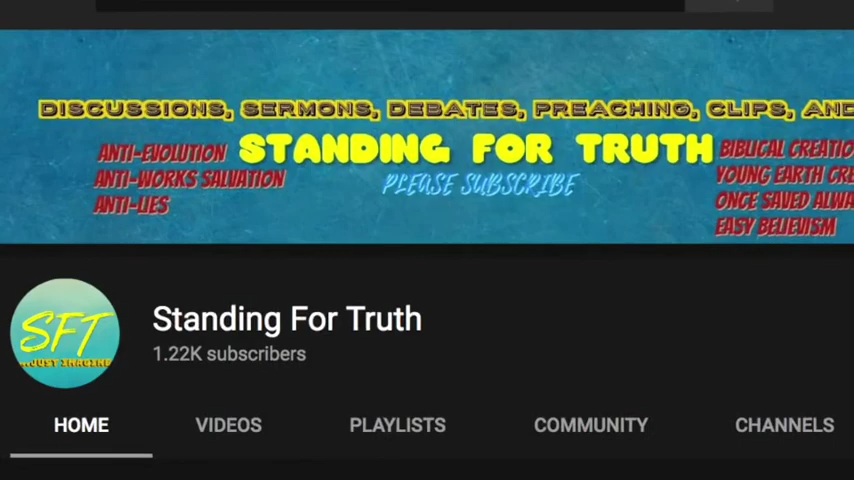 DISCUSSIONS, SERMONS, DEBATES, PREACHING, CLIPS, AND
ANTI-EVOLUTION
ANTI-WORKS SALVATION
ANTI-LIES
STANDING FOR TRUTH
PLEASE SUBSCRIBE
BIBLICAL CREATIO
YOUNG EARTH CRE
ONCE SAVED ALWA
EASY BELIEVISM
SFT
...JUST IMAGINE
Standing For Truth
1.22K subscribers
HOME VIDEOS PLAYLISTS COMMUNITY CHANNELS